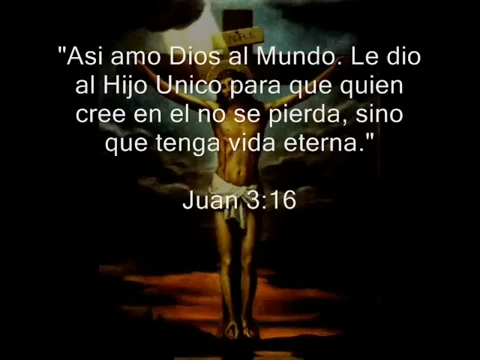 "Asi amo Dios al Mundo. Le dio
al Hijo Unico para que quien
cree en el no se pierda, sino
que tenga vida eterna."
Juan 3:16